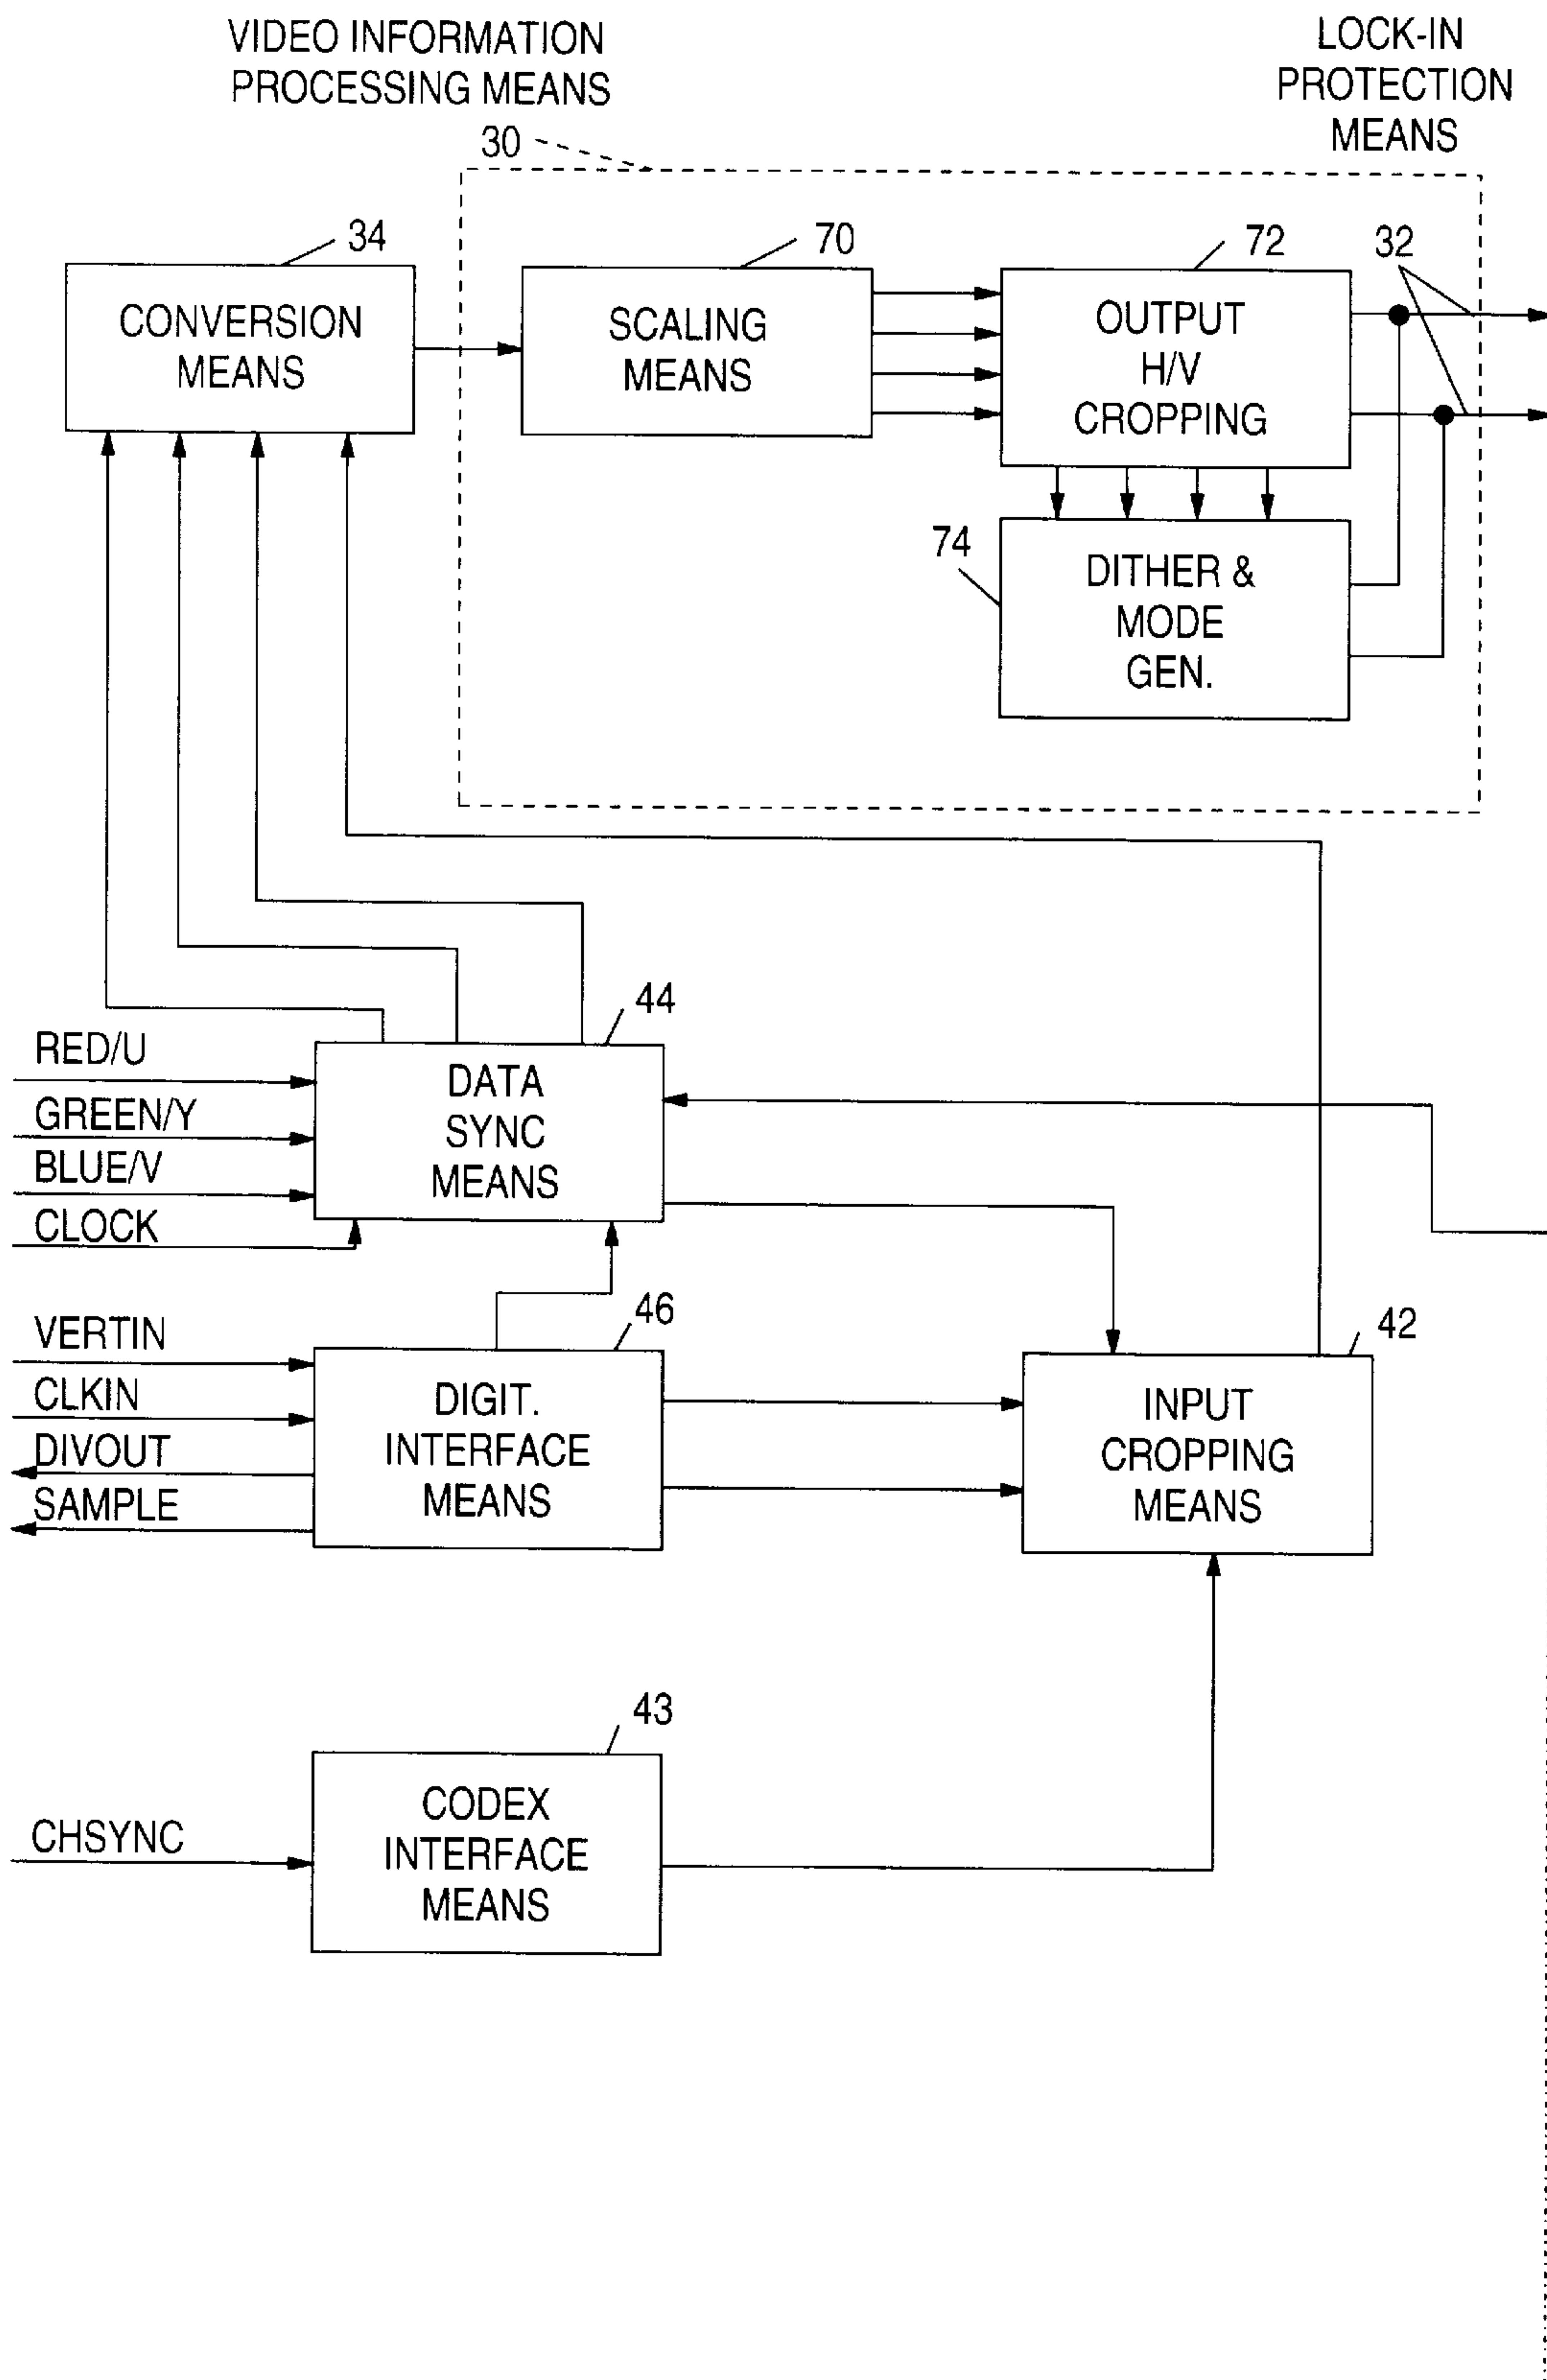 VIDEO INFORMATION
PROCESSING MEANS
30
LOCK-IN
PROTECTION
MEANS
34
CONVERSION
MEANS
70
SCALING
MEANS
72
OUTPUT
H/V
CROPPING
32
74
DITHER &
MODE
GEN.
44
RED/U
GREEN/Y
BLUE/V
CLOCK
DATA
SYNC
MEANS
46
VERTIN
CLKIN
DIVOUT
SAMPLE
DIGIT.
INTERFACE
MEANS
42
INPUT
CROPPING
MEANS
43
CHSYNC
CODEX
INTERFACE
MEANS